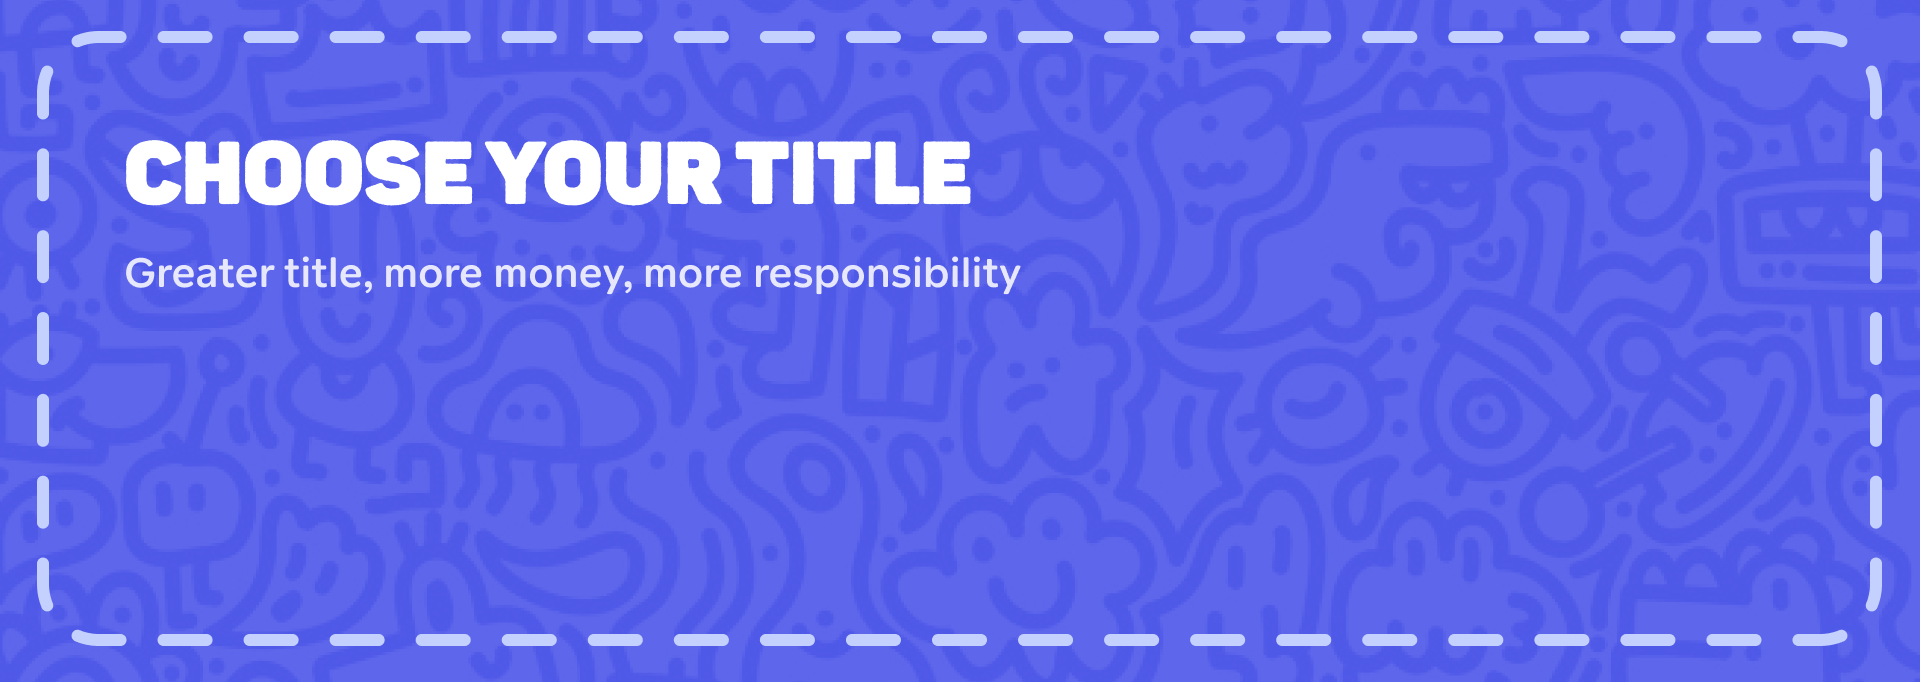 CHOOSE YOUR TITLE
Greater title, more money, more responsibility